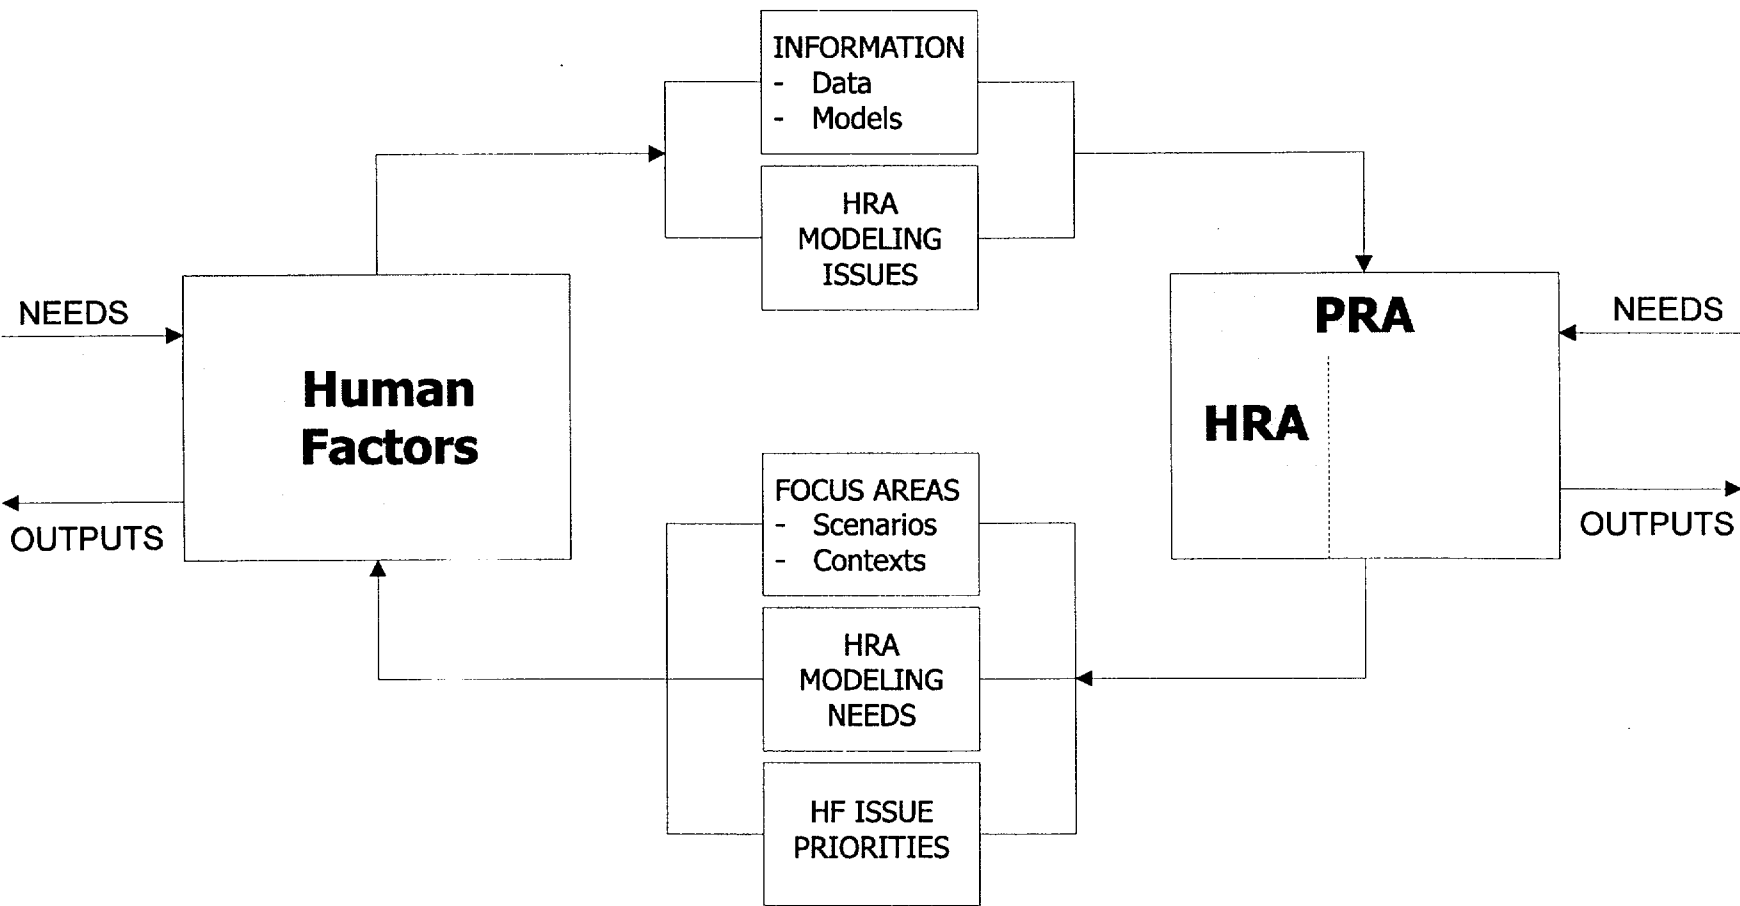 INFORMATION
- Data
- Models
HRA
MODELING
ISSUES
NEEDS
Human
Factors
OUTPUTS
PRA
HRA
NEEDS
OUTPUTS
FOCUS AREAS
- Scenarios
- Contexts
HRA
MODELING
NEEDS
HF ISSUE
PRIORITIES